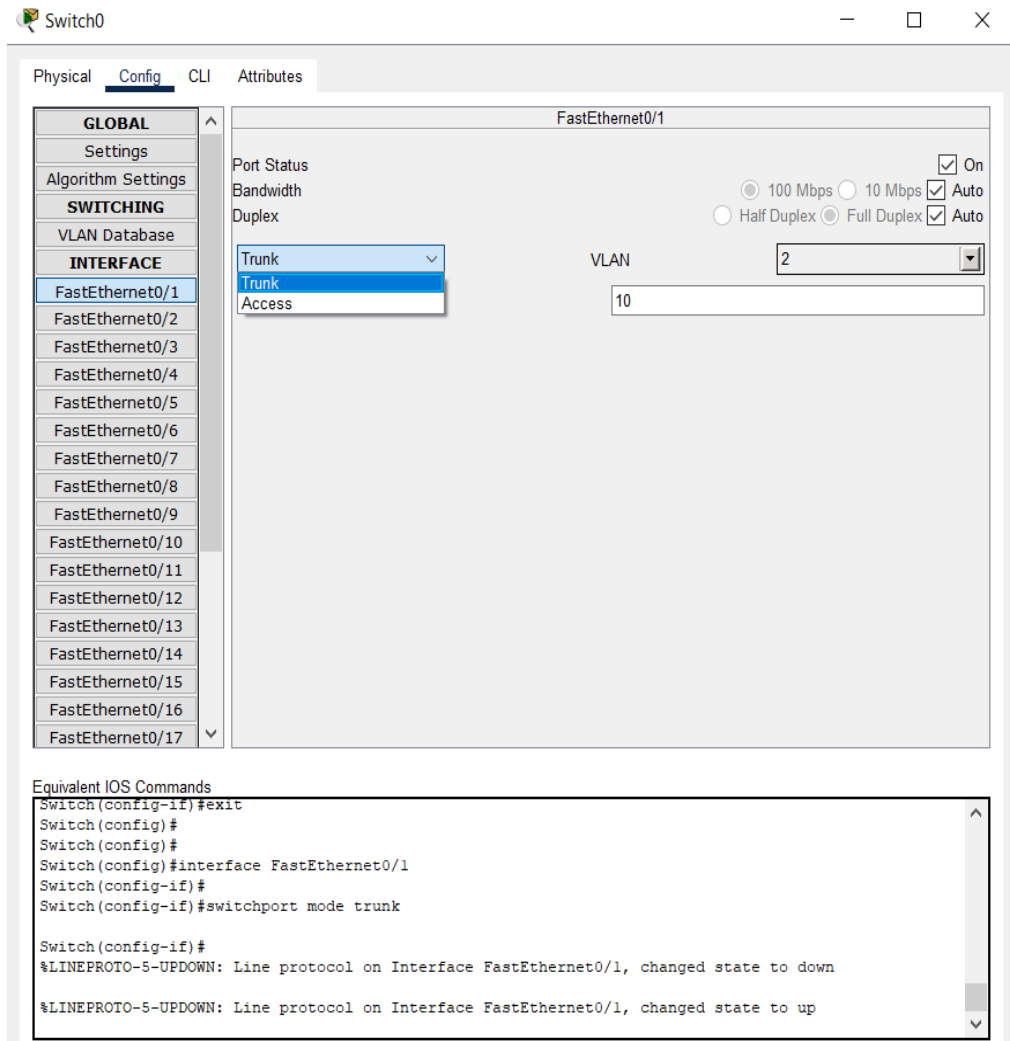 Switch0
Physical Config CLI Attributes
GLOBAL
Settings
Algorithm Settings
SWITCHING
VLAN Database
INTERFACE
FastEthernet0/1
FastEthernet0/2
FastEthernet0/3
FastEthernet0/4
FastEthernet0/5
FastEthernet0/6
FastEthernet0/7
FastEthernet0/8
FastEthernet0/9
FastEthernet0/10
FastEthernet0/11
FastEthernet0/12
FastEthernet0/13
FastEthernet0/14
FastEthernet0/15
FastEthernet0/16
FastEthernet0/17
FastEthernet0/1
Port Status On
Bandwidth 100 Mbps 10 Mbps Auto
Duplex Half Duplex Full Duplex Auto
Trunk VLAN 2
Trunk
Access
10
Equivalent IOS Commands
Switch(config-if)#exit
Switch(config)#
Switch(config)#
Switch(config)#interface FastEthernet0/1
Switch(config-if)#
Switch(config-if)#switchport mode trunk
Switch(config-if)#
%LINEPROTO-5-UPDOWN: Line protocol on Interface FastEthernet0/1, changed state to down
%LINEPROTO-5-UPDOWN: Line protocol on Interface FastEthernet0/1, changed state to up